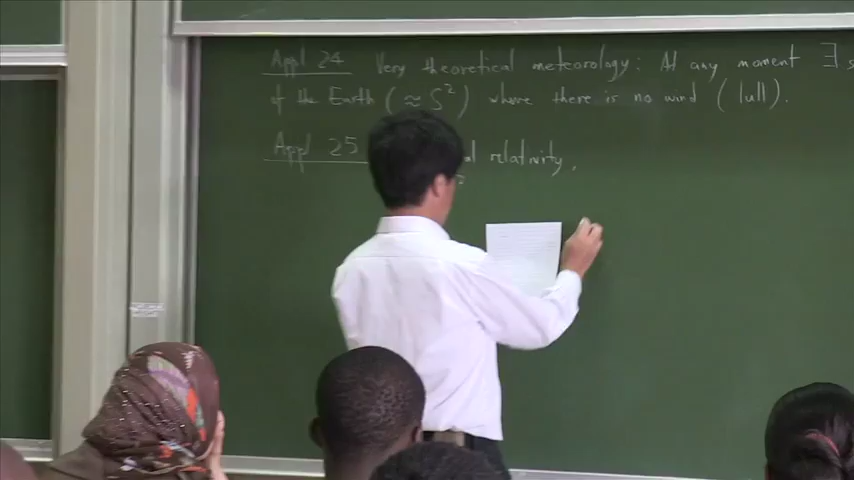 Appl 24 Very theoretical meteorology: At any moment ∃
of the Earth (≈ S²) where there is no wind (lull).
Appl 25 relativity.